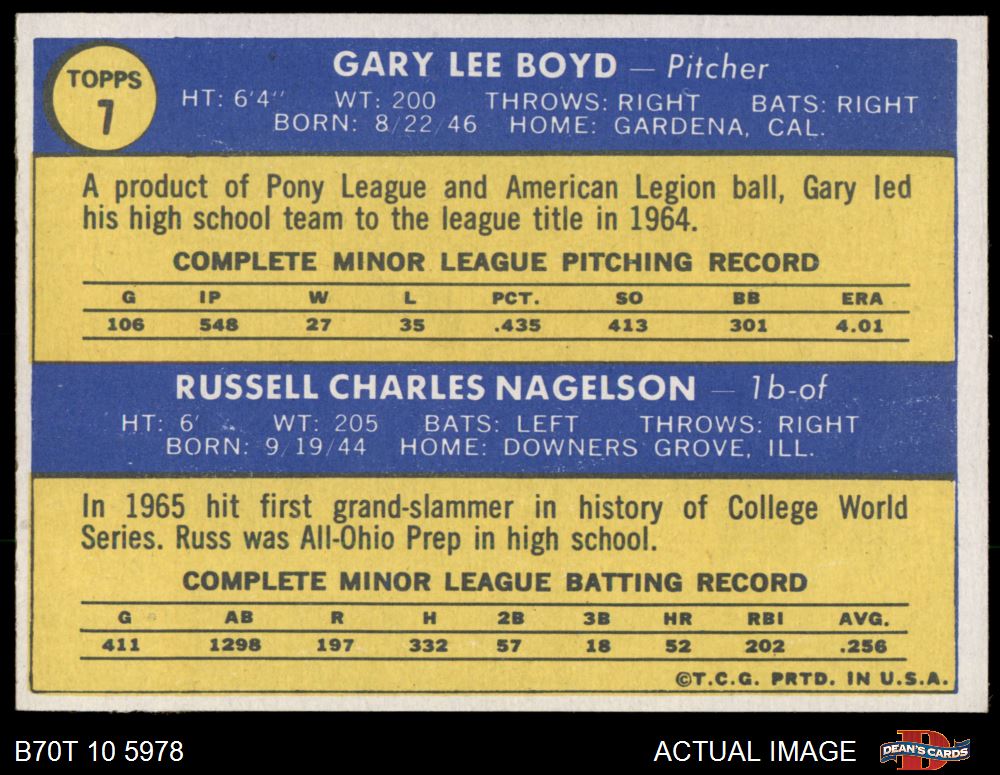 TOPPS
7
GARY LEE BOYD — Pitcher
HT: 6'4" WT: 200 THROWS: RIGHT BATS: RIGHT
BORN: 8/22/46 HOME: GARDENA, CAL.
A product of Pony League and American Legion ball, Gary led
his high school team to the league title in 1964.
COMPLETE MINOR LEAGUE PITCHING RECORD
G IP W L PCT. SO BB ERA
106 548 27 35 .435 413 301 4.01
RUSSELL CHARLES NAGELSON — 1b-of
HT: 6' WT: 205 BATS: LEFT THROWS: RIGHT
BORN: 9/19/44 HOME: DOWNERS GROVE, ILL.
In 1965 hit first grand-slammer in history of College World
Series. Russ was All-Ohio Prep in high school.
COMPLETE MINOR LEAGUE BATTING RECORD
G AB R H 2B 3B HR RBI AVG.
411 1298 197 332 57 18 52 202 .256
©T.C.G. PRTD. IN U.S.A.
B70T 10 5978 ACTUAL IMAGE D DEAN'S CARDS